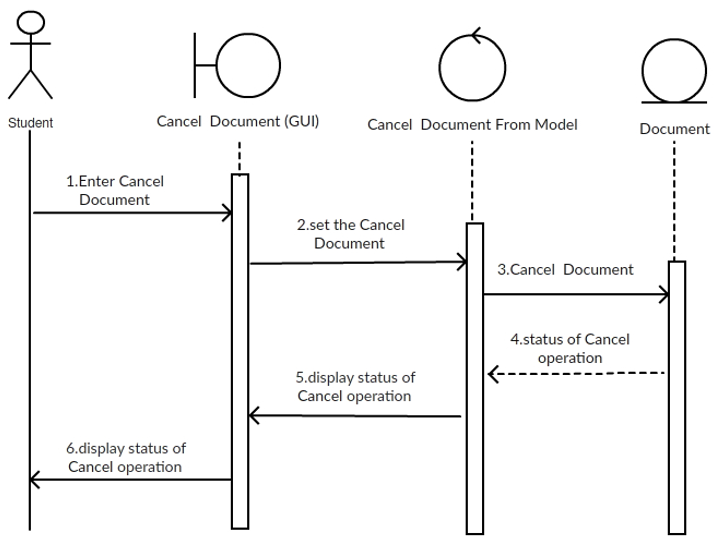 Student
Cancel Document (GUI)
Cancel Document From Model
Document
1.Enter Cancel
Document
2.set the Cancel
Document
3.Cancel Document
4.status of Cancel
operation
5.display status of
Cancel operation
6.display status of
Cancel operation